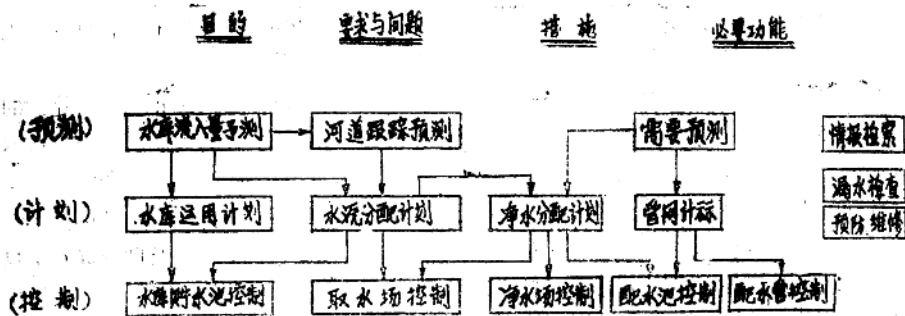 目的 要求与问题 措施 必要功能
(予预测) 水库流入量予测 河道跟踪预测 需要预测 情报检察
(计划) 水库运用计划 水流分配计划 净水分配计划 管网计标 漏水检查
预防维修
(控制) 水库贮水池控制 取水场控制 净水场控制 配水池控制 配水管控制